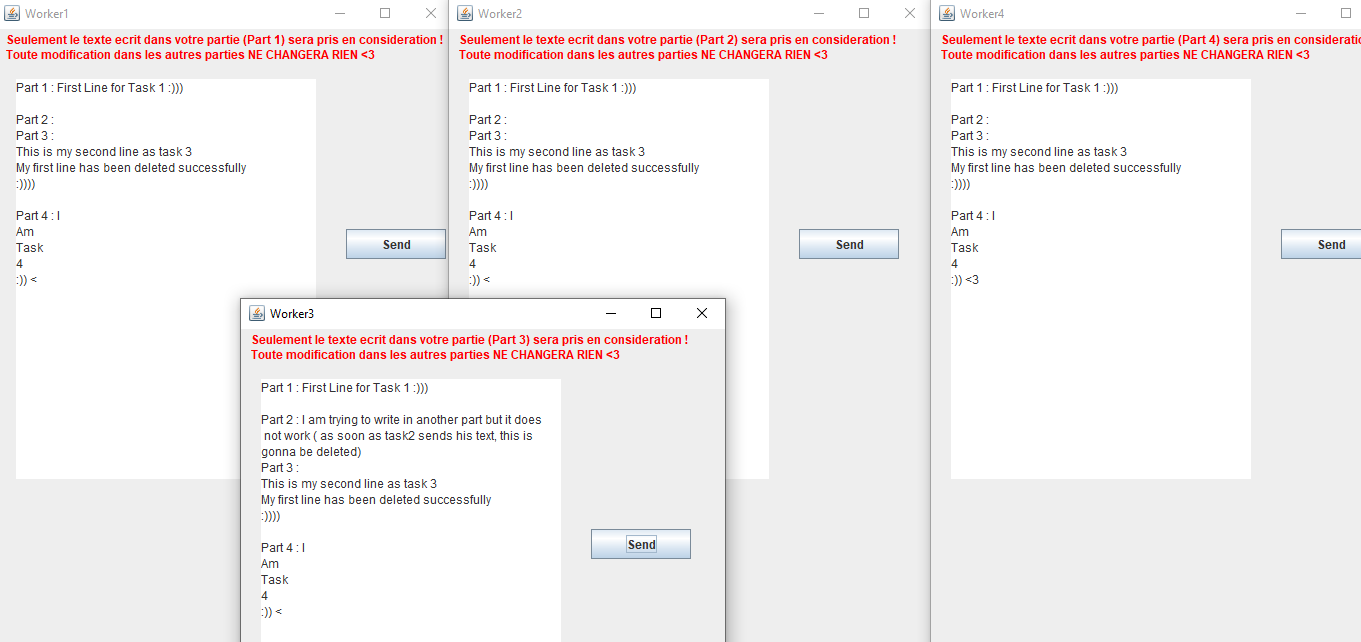 Worker1
Seulement le texte ecrit dans votre partie (Part 1) sera pris en consideration !
Toute modification dans les autres parties NE CHANGERA RIEN <3
Part 1 : First Line for Task 1 :)))
Part 2 :
Part 3 :
This is my second line as task 3
My first line has been deleted successfully
:))))
Part 4 : I
Am
Task
4
:)) <
Send
Worker2
Seulement le texte ecrit dans votre partie (Part 2) sera pris en consideration !
Toute modification dans les autres parties NE CHANGERA RIEN <3
Part 1 : First Line for Task 1 :)))
Part 2 :
Part 3 :
This is my second line as task 3
My first line has been deleted successfully
:))))
Part 4 : I
Am
Task
4
:)) <
Send
Worker4
Seulement le texte ecrit dans votre partie (Part 4) sera pris en consideratio
Toute modification dans les autres parties NE CHANGERA RIEN <3
Part 1 : First Line for Task 1 :)))
Part 2 :
Part 3 :
This is my second line as task 3
My first line has been deleted successfully
:))))
Part 4 : I
Am
Task
4
:)) <3
Send
Worker3
Seulement le texte ecrit dans votre partie (Part 3) sera pris en consideration !
Toute modification dans les autres parties NE CHANGERA RIEN <3
Part 1 : First Line for Task 1 :)))
Part 2 : I am trying to write in another part but it does
not work ( as soon as task2 sends his text, this is
gonna be deleted)
Part 3 :
This is my second line as task 3
My first line has been deleted successfully
:))))
Part 4 : I
Am
Task
4
:)) <
Send